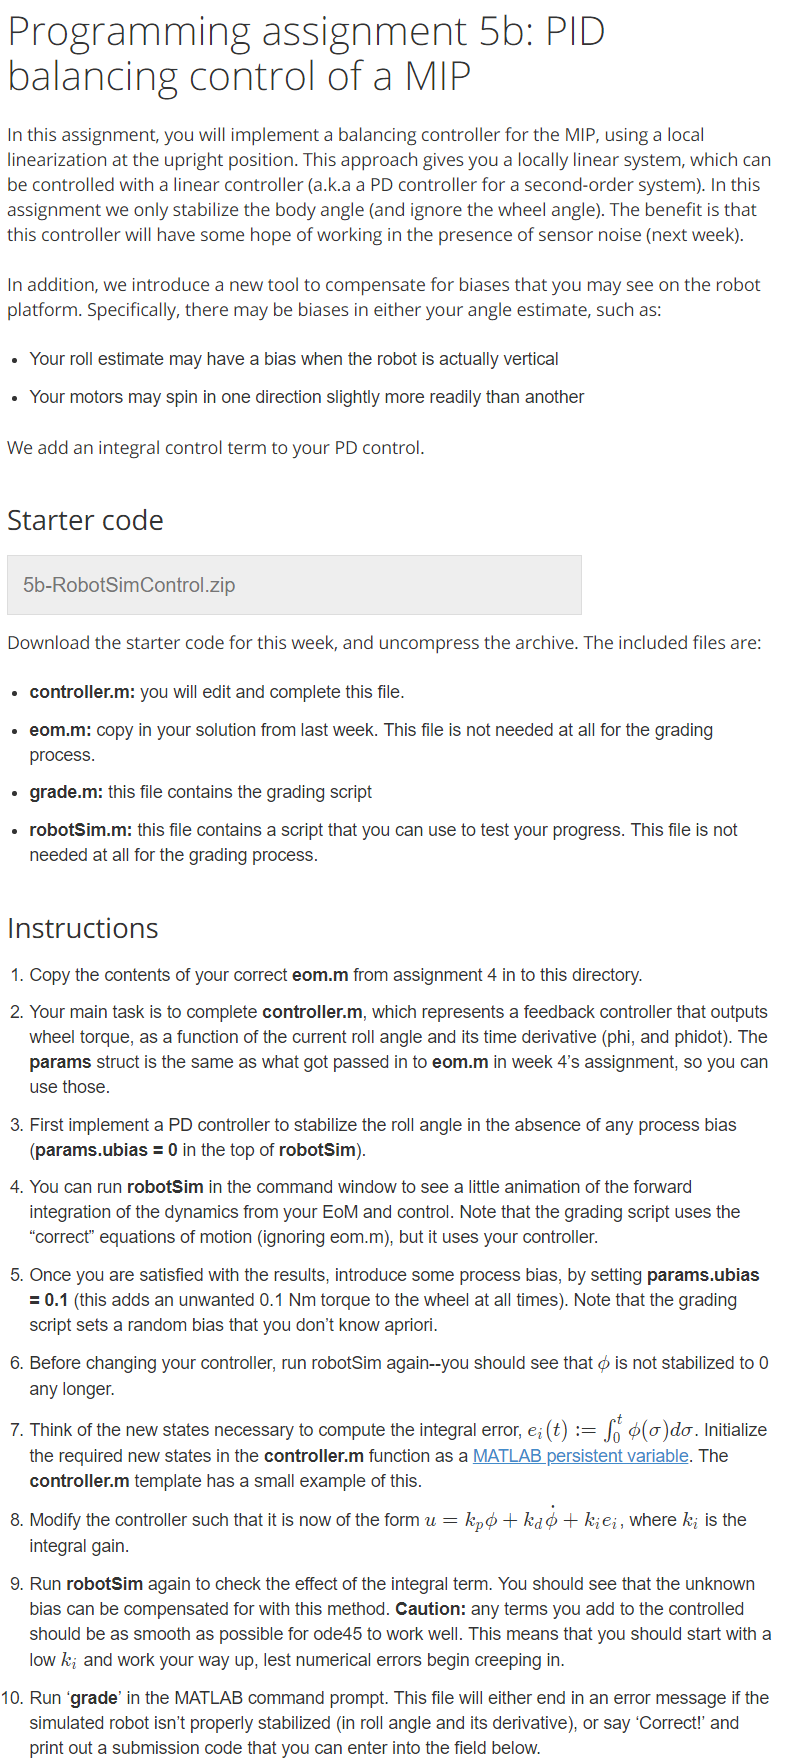 Programming assignment 5b: PID
balancing control of a MIP
In this assignment, you will implement a balancing controller for the MIP, using a local
linearization at the upright position. This approach gives you a locally linear system, which can
be controlled with a linear controller (a.k.a a PD controller for a second-order system). In this
assignment we only stabilize the body angle (and ignore the wheel angle). The benefit is that
this controller will have some hope of working in the presence of sensor noise (next week).
In addition, we introduce a new tool to compensate for biases that you may see on the robot
platform. Specifically, there may be biases in either your angle estimate, such as:
• Your roll estimate may have a bias when the robot is actually vertical
• Your motors may spin in one direction slightly more readily than another
We add an integral control term to your PD control.
Starter code
5b-RobotSimControl.zip
Download the starter code for this week, and uncompress the archive. The included files are:
• controller.m: you will edit and complete this file.
• eom.m: copy in your solution from last week. This file is not needed at all for the grading
process.
• grade.m: this file contains the grading script
• robotSim.m: this file contains a script that you can use to test your progress. This file is not
needed at all for the grading process.
Instructions
1. Copy the contents of your correct eom.m from assignment 4 in to this directory.
2. Your main task is to complete controller.m, which represents a feedback controller that outputs
wheel torque, as a function of the current roll angle and its time derivative (phi, and phidot). The
params struct is the same as what got passed in to eom.m in week 4's assignment, so you can
use those.
3. First implement a PD controller to stabilize the roll angle in the absence of any process bias
(params.ubias = 0 in the top of robotSim).
4. You can run robotSim in the command window to see a little animation of the forward
integration of the dynamics from your EoM and control. Note that the grading script uses the
“correct” equations of motion (ignoring eom.m), but it uses your controller.
5. Once you are satisfied with the results, introduce some process bias, by setting params.ubias
= 0.1 (this adds an unwanted 0.1 Nm torque to the wheel at all times). Note that the grading
script sets a random bias that you don't know apriori.
6. Before changing your controller, run robotSim again--you should see that ϕ is not stabilized to 0
any longer.
7. Think of the new states necessary to compute the integral error, e_i(t) := ∫_0^t ϕ(σ)dσ. Initialize
the required new states in the controller.m function as a MATLAB persistent variable. The
controller.m template has a small example of this.
8. Modify the controller such that it is now of the form u = k_pϕ + k_dϕ̇ + k_ie_i, where k_i is the
integral gain.
9. Run robotSim again to check the effect of the integral term. You should see that the unknown
bias can be compensated for with this method. Caution: any terms you add to the controlled
should be as smooth as possible for ode45 to work well. This means that you should start with a
low k_i and work your way up, lest numerical errors begin creeping in.
10. Run ‘grade’ in the MATLAB command prompt. This file will either end in an error message if the
simulated robot isn't properly stabilized (in roll angle and its derivative), or say ‘Correct!’ and
print out a submission code that you can enter into the field below.